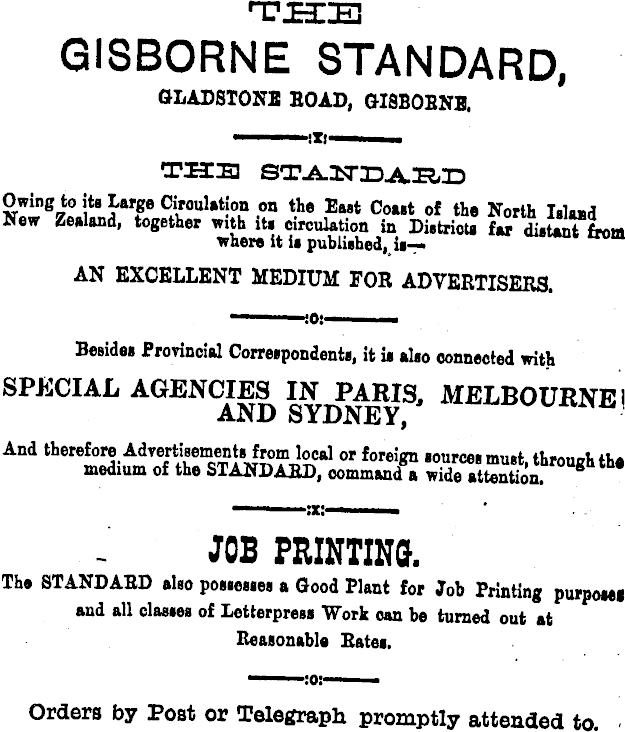 THE
GISBORNE STANDARD,
GLADSTONE ROAD, GISBORNE.
:X:
THE STANDARD
Owing to its Large Circulation on the East Coast of the North Island
New Zealand, together with its circulation in Districts far distant from
where it is published, is—
AN EXCELLENT MEDIUM FOR ADVERTISERS.
:O:
Besides Provincial Correspondents, it is also connected with
SPECIAL AGENCIES IN PARIS, MELBOURNE
AND SYDNEY,
And therefore Advertisements from local or foreign sources must, through the
medium of the STANDARD, command a wide attention.
:X:
JOB PRINTING.
The STANDARD also possesses a Good Plant for Job Printing purposes
and all classes of Letterpress Work can be turned out at
Reasonable Rates.
:O:
Orders by Post or Telegraph promptly attended to.